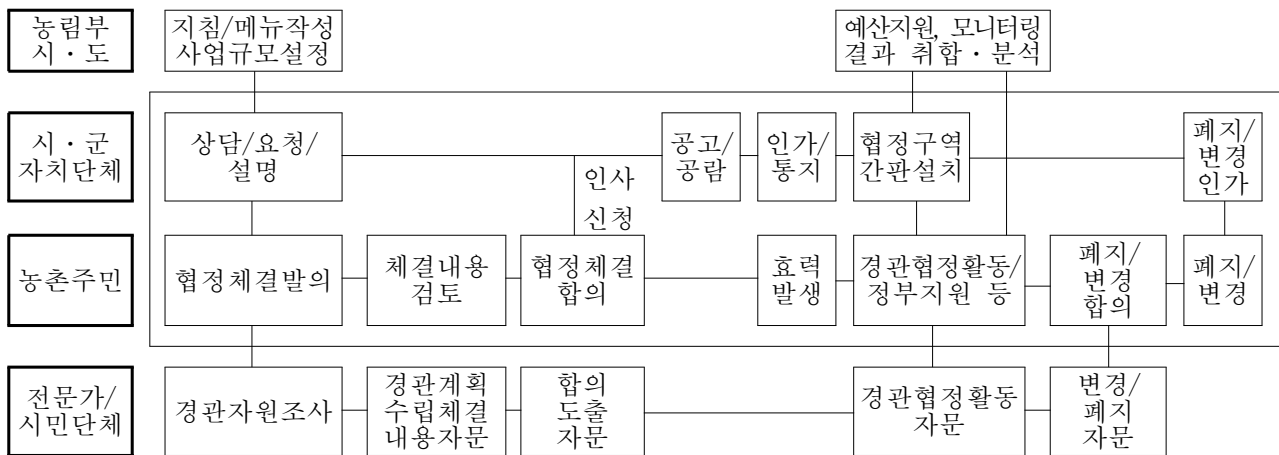 농림부
시·도
지침/메뉴작성
사업규모설정
예산지원, 모니터링
결과 취합·분석
시·군
자치단체
상담/요청/
설명
인사
신청
공고/
공람
인가/
통지
협정구역
간판설치
폐지/
변경
인가
농촌주민
협정체결발의
체결내용
검토
협정체결
합의
효력
발생
경관협정활동/
정부지원 등
폐지/
변경
합의
폐지/
변경
전문가/
시민단체
경관자원조사
경관계획
수립체결
내용자문
합의
도출
자문
경관협정활동
자문
변경/
폐지
자문